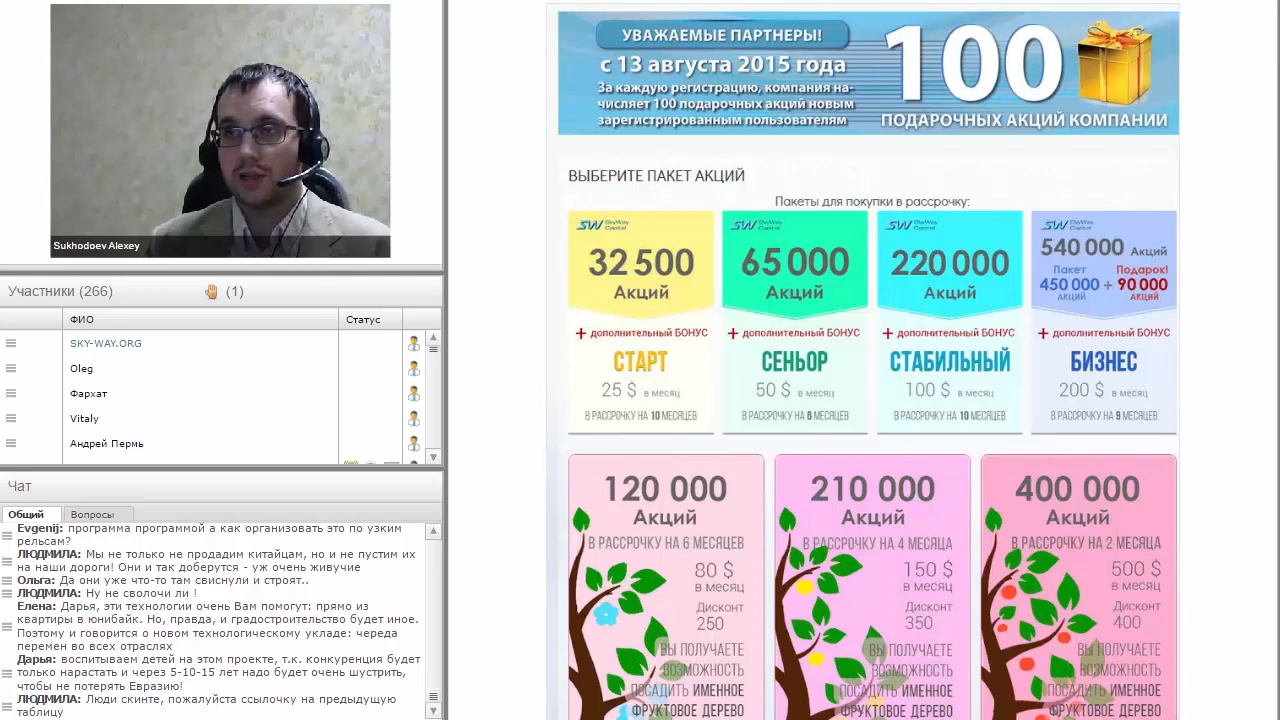 Sukhodoev Alexey
Участники (266)
(1)
ФИО
Статус
SKY-WAY.ORG
Oleg
Фархат
Vitaly
Андрей Пермь
Чат
Общий
Вопросы
Evgenij: программа программой а как организовать это по узким
рельсам?
ЛЮДМИЛА: Мы не только не продадим китайцам, но и не пустим их
на наши дороги! Они и так доберутся - уж очень живучие
Ольга: Да они уже что-то там свиснули и строят..
ЛЮДМИЛА: Ну не сволочи ли !
Елена: Дарья, эти технологии очень Вам помогут: прямо из
квартиры в юнибайк. Но, правда, и градостроительство будет иное.
Поэтому и говорится о новом технологическому укладе: череда
перемен во всех отраслях
Дарья: воспитываем детей на этом проекте, т.к. конкуренция будет
только нарастать и через 5-10-15 лет надо будет очень шустрить,
чтобы не потерять Евразию!
ЛЮДМИЛА: Люди скинте, пожалуйста ссылочку на предыдущую
таблицу
УВАЖАЕМЫЕ ПАРТНЕРЫ!
с 13 августа 2015 года
За каждую регистрацию, компания на-
числяет 100 подарочных акций новым
зарегистрированным пользователям
100
ПОДАРОЧНЫХ АКЦИЙ КОМПАНИИ
ВЫБЕРИТЕ ПАКЕТ АКЦИЙ
Пакеты для покупки в рассрочку:
SW SkyWay
Capital
32 500
Акций
+ дополнительный БОНУС
СТАРТ
25 $ в месяц
В РАССРОЧКУ НА 10 МЕСЯЦЕВ
SW SkyWay
Capital
65 000
Акций
+ дополнительный БОНУС
СЕНЬОР
50 $ в месяц
В РАССРОЧКУ НА 6 МЕСЯЦЕВ
SW SkyWay
Capital
220 000
Акций
+ дополнительный БОНУС
СТАБИЛЬНЫЙ
100 $ в месяц
В РАССРОЧКУ НА 10 МЕСЯЦЕВ
SW SkyWay
Capital
540 000 Акций
Пакет Подарок!
450 000 + 90 000
АКЦИЙ АКЦИЙ
+ дополнительный БОНУС
БИЗНЕС
200 $ в месяц
В РАССРОЧКУ НА 9 МЕСЯЦЕВ
120 000
Акций
В РАССРОЧКУ НА 6 МЕСЯЦЕВ
80 $
в месяц
Дисконт
250
ВЫ ПОЛУЧАЕТЕ
ВОЗМОЖНОСТЬ
ПОСАДИТЬ ИМЕННОЕ
ФРУКТОВОЕ ДЕРЕВО
210 000
Акций
В РАССРОЧКУ НА 4 МЕСЯЦА
150 $
в месяц
Дисконт
350
ВЫ ПОЛУЧАЕТЕ
ВОЗМОЖНОСТЬ
ПОСАДИТЬ ИМЕННОЕ
ФРУКТОВОЕ ДЕРЕВО
400 000
Акций
В РАССРОЧКУ НА 2 МЕСЯЦА
500 $
в месяц
Дисконт
400
ВЫ ПОЛУЧАЕТЕ
ВОЗМОЖНОСТЬ
ПОСАДИТЬ ИМЕННОЕ
ФРУКТОВОЕ ДЕРЕВО